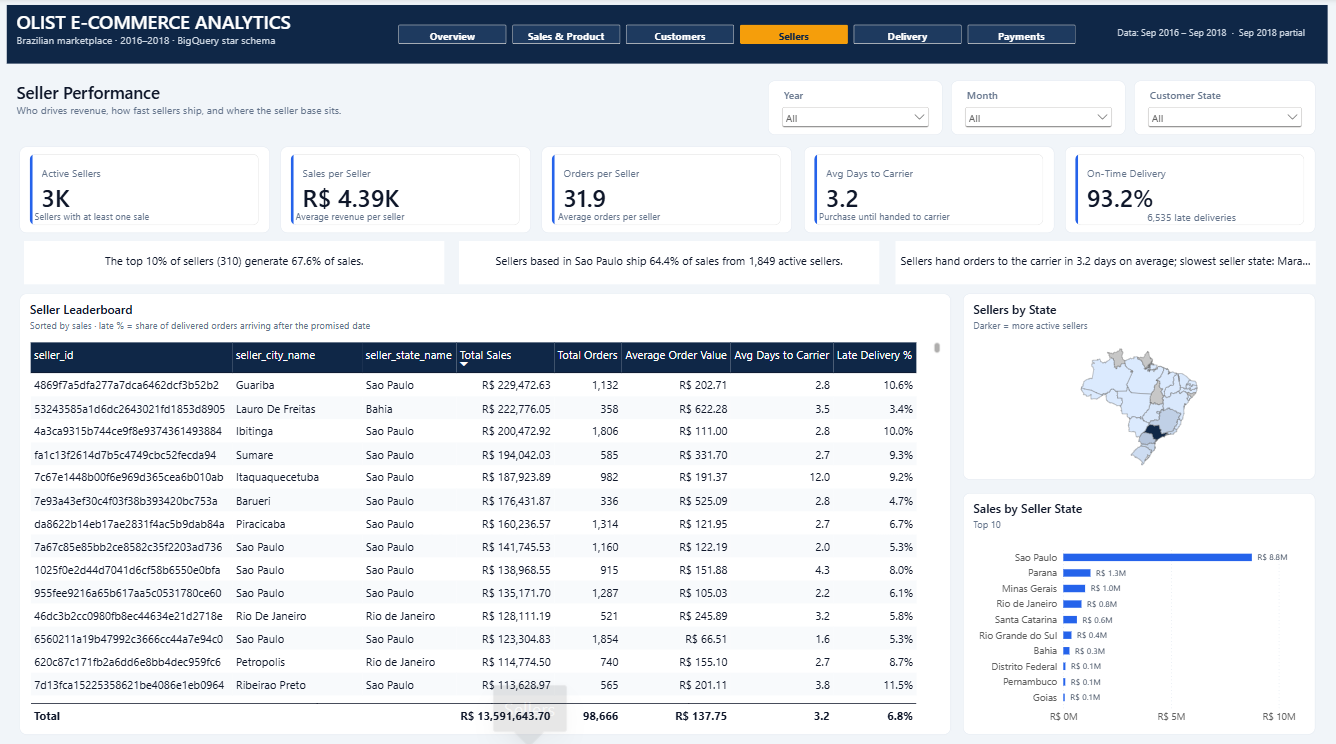 OLIST E-COMMERCE ANALYTICS
Brazilian marketplace · 2016–2018 · BigQuery star schema
Overview
Sales & Product
Customers
Sellers
Delivery
Payments
Data: Sep 2016 – Sep 2018 · Sep 2018 partial
Seller Performance
Who drives revenue, how fast sellers ship, and where the seller base sits.
Year
All
Month
All
Customer State
All
Active Sellers
3K
Sellers with at least one sale
Sales per Seller
R$ 4.39K
Average revenue per seller
Orders per Seller
31.9
Average orders per seller
Avg Days to Carrier
3.2
Purchase until handed to carrier
On-Time Delivery
93.2%
6,535 late deliveries
The top 10% of sellers (310) generate 67.6% of sales.
Sellers based in Sao Paulo ship 64.4% of sales from 1,849 active sellers.
Sellers hand orders to the carrier in 3.2 days on average; slowest seller state: Mara...
Seller Leaderboard
Sorted by sales · late % = share of delivered orders arriving after the promised date
seller_id seller_city_name seller_state_name Total Sales Total Orders Average Order Value Avg Days to Carrier Late Delivery %
4869f7a5dfa277a7dca6462dcf3b52b2 Guariba Sao Paulo R$ 229,472.63 1,132 R$ 202.71 2.8 10.6%
53243585a1d6dc2643021fd1853d8905 Lauro De Freitas Bahia R$ 222,776.05 358 R$ 622.28 3.5 3.4%
4a3ca9315b744ce9f8e9374361493884 Ibitinga Sao Paulo R$ 200,472.92 1,806 R$ 111.00 2.8 10.0%
fa1c13f2614d7b5c4749cbc52fecda94 Sumare Sao Paulo R$ 194,042.03 585 R$ 331.70 2.7 9.3%
7c67e1448b00f6e969d365cea6b010ab Itaquaquecetuba Sao Paulo R$ 187,923.89 982 R$ 191.37 12.0 9.2%
7e93a43ef30c4f03f38b393420bc753a Barueri Sao Paulo R$ 176,431.87 336 R$ 525.09 2.8 4.7%
da8622b14eb17ae2831f4ac5b9dab84a Piracicaba Sao Paulo R$ 160,236.57 1,314 R$ 121.95 2.7 6.7%
7a67c85e85bb2ce8582c35f2203ad736 Sao Paulo Sao Paulo R$ 141,745.53 1,160 R$ 122.19 2.0 5.3%
1025f0e2d44d7041d6cf58b6550e0bfa Sao Paulo Sao Paulo R$ 138,968.55 915 R$ 151.88 4.3 8.0%
955fee9216a65b617aa5c0531780ce60 Sao Paulo Sao Paulo R$ 135,171.70 1,287 R$ 105.03 2.2 6.1%
46dc3b2cc0980fb8ec44634e21d2718e Rio De Janeiro Rio de Janeiro R$ 128,111.19 521 R$ 245.89 3.2 5.8%
6560211a19b47992c3666cc44a7e94c0 Sao Paulo Sao Paulo R$ 123,304.83 1,854 R$ 66.51 1.6 5.3%
620c87c171fb2a6dd6e8bb4dec959fc6 Petropolis Rio de Janeiro R$ 114,774.50 740 R$ 155.10 2.7 8.7%
7d13fca15225358621be4086e1eb0964 Ribeirao Preto Sao Paulo R$ 113,628.97 565 R$ 201.11 3.8 11.5%
Total R$ 13,591,643.70 98,666 R$ 137.75 3.2 6.8%
Sellers by State
Darker = more active sellers
Sales by Seller State
Top 10
Sao Paulo R$ 8.8M
Parana R$ 1.3M
Minas Gerais R$ 1.0M
Rio de Janeiro R$ 0.8M
Santa Catarina R$ 0.6M
Rio Grande do Sul R$ 0.4M
Bahia R$ 0.3M
Distrito Federal R$ 0.1M
Pernambuco R$ 0.1M
Goias R$ 0.1M
R$ 0M R$ 5M R$ 10M